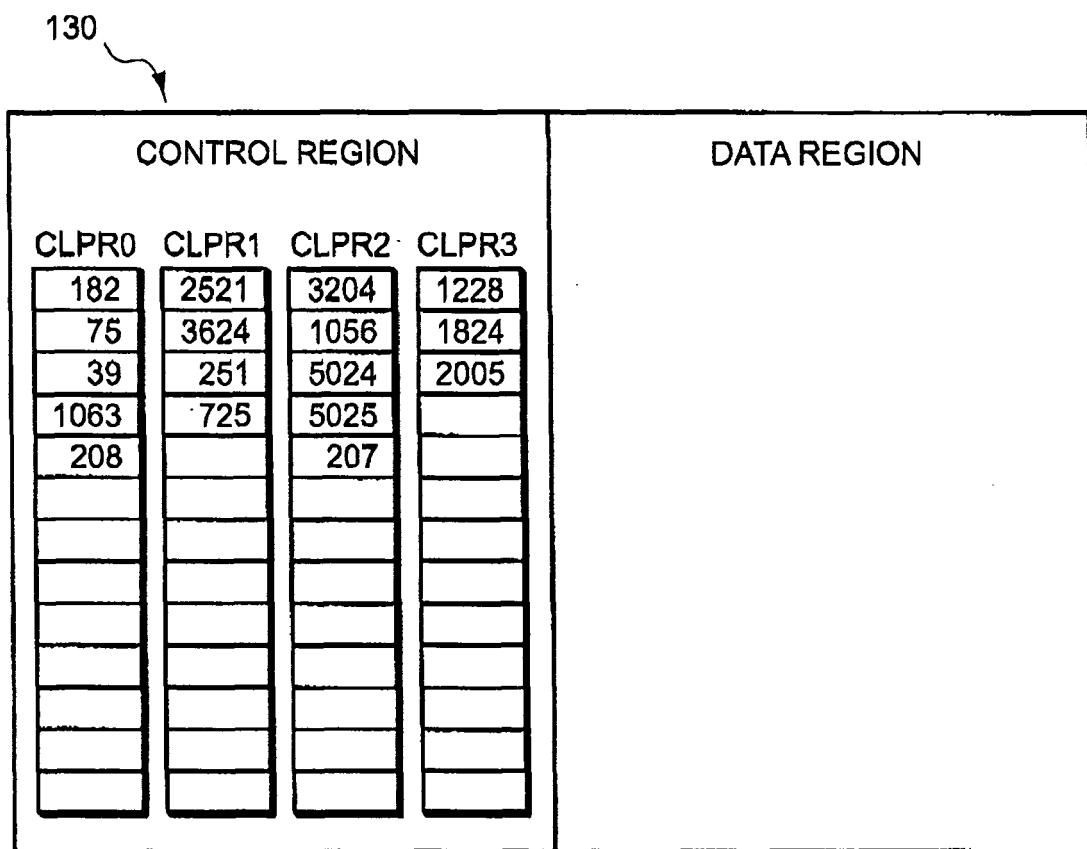 130
CONTROL REGION DATA REGION
CLPR0 CLPR1 CLPR2 CLPR3
182 2521 3204 1228
75 3624 1056 1824
39 251 5024 2005
1063 725 5025
208 207